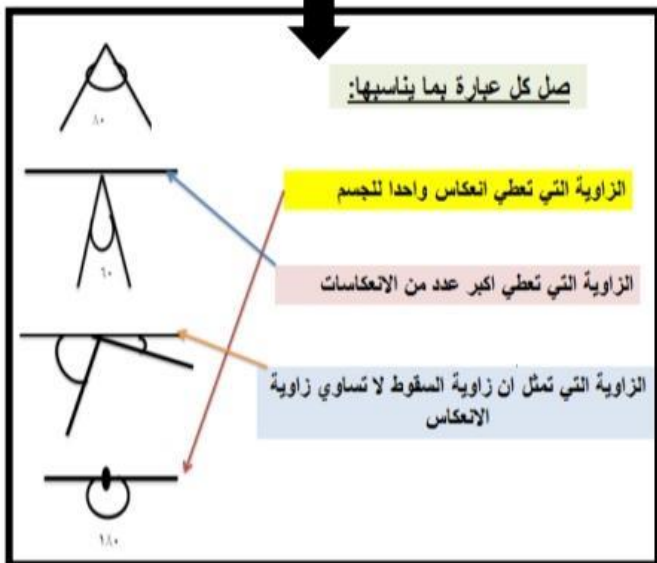 صل كل عبارة بما يناسبها:
٨٠
الزاوية التي تعطي انعكاس واحدا للجسم
٦٠
الزاوية التي تعطي اكبر عدد من الانعكاسات
الزاوية التي تمثل ان زاوية السقوط لا تساوي زاوية
الانعكاس
١٨٠